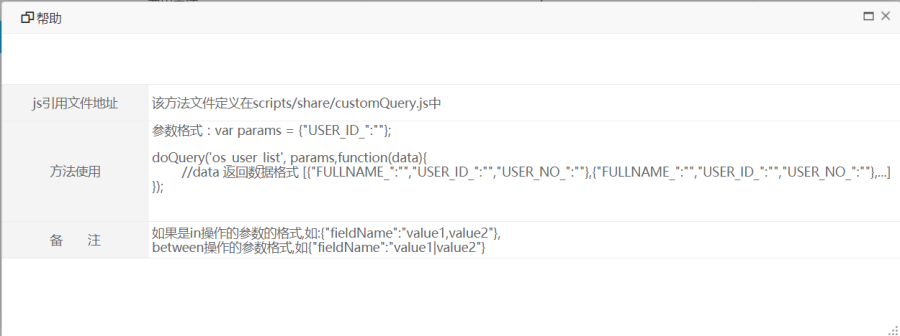 帮助
js引用文件地址
该方法文件定义在scripts/share/customQuery.js中
方法使用
参数格式：var params = {"USER_ID_":""};
doQuery('os_user_list', params,function(data){
//data 返回数据格式 [{"FULLNAME_":"","USER_ID_":"","USER_NO_":""},{"FULLNAME_":"","USER_ID_":"","USER_NO_":""},...]
});
备 注
如果是in操作的参数的格式,如:{"fieldName":"value1,value2"},
between操作的参数格式,如{"fieldName":"value1|value2"}